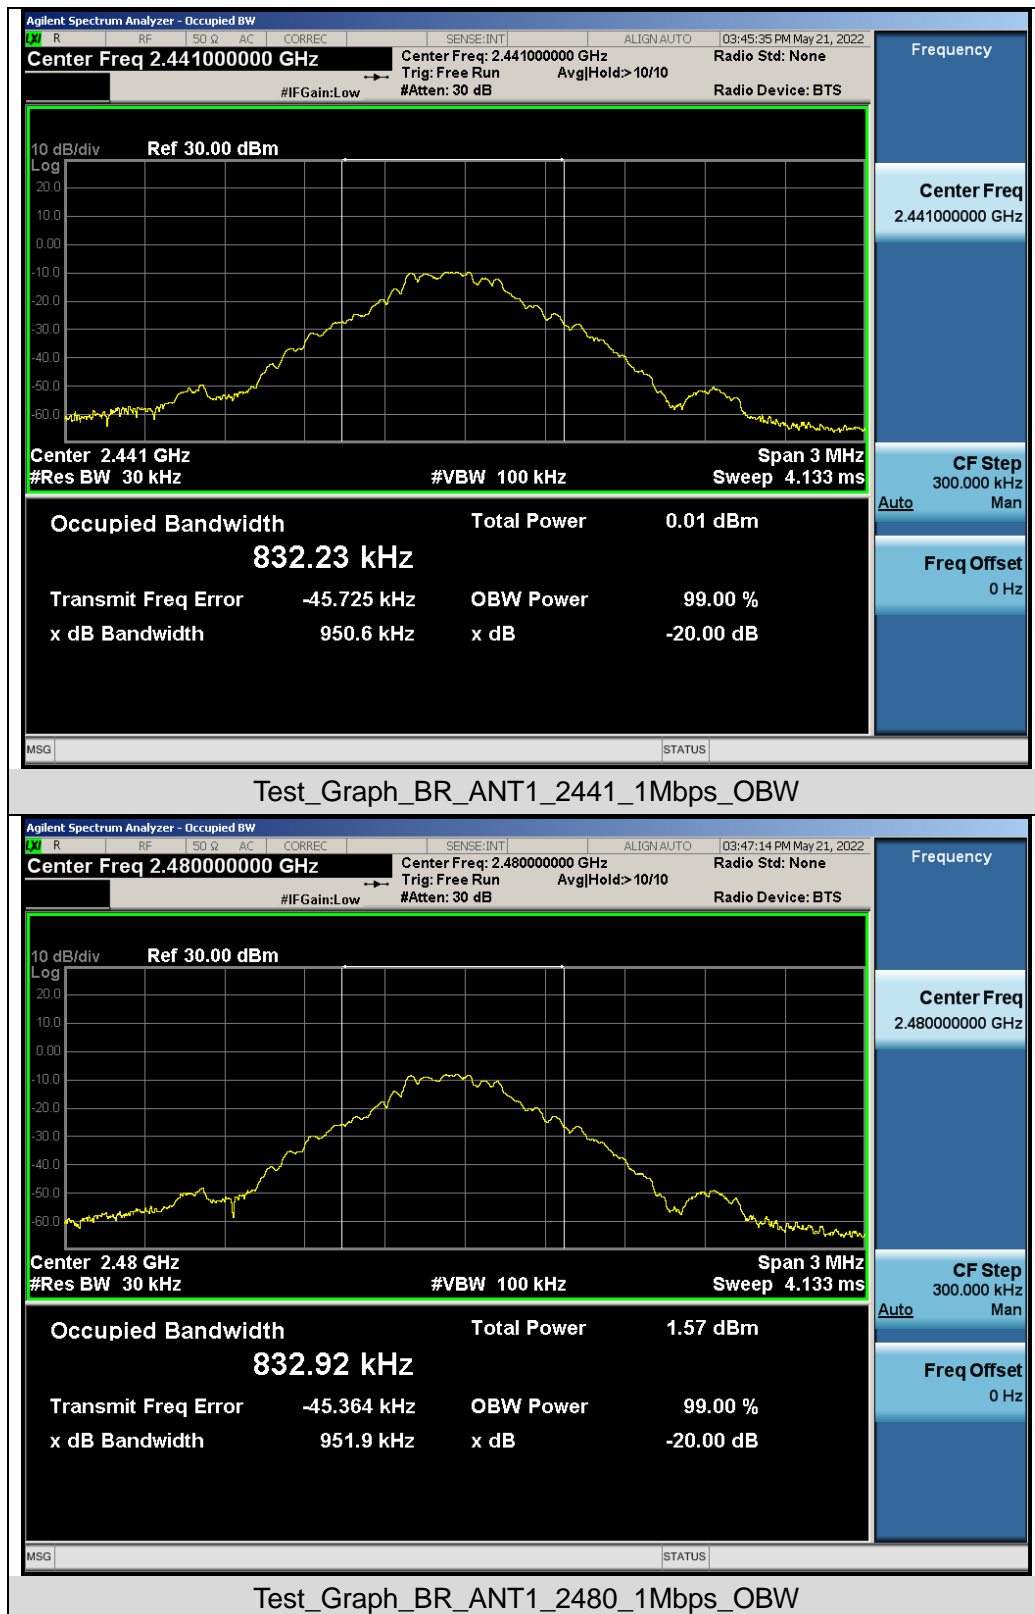 Agilent Spectrum Analyzer - Occupied BW
LXI R RF 50 Ω AC CORREC SENSE:INT ALIGN AUTO 03:45:35 PM May 21, 2022
Center Freq 2.441000000 GHz
Center Freq: 2.441000000 GHz
Radio Std: None
Trig: Free Run Avg|Hold:> 10/10
#IFGain:Low #Atten: 30 dB Radio Device: BTS
Frequency
10 dB/div Ref 30.00 dBm
Log
20.0
10.0
0.00
-10.0
-20.0
-30.0
-40.0
-50.0
-60.0
Center 2.441 GHz Span 3 MHz
#Res BW 30 kHz #VBW 100 kHz Sweep 4.133 ms
Center Freq
2.441000000 GHz
CF Step
300.000 kHz
Auto Man
Freq Offset
0 Hz
Occupied Bandwidth Total Power 0.01 dBm
832.23 kHz
Transmit Freq Error -45.725 kHz OBW Power 99.00 %
x dB Bandwidth 950.6 kHz x dB -20.00 dB
MSG STATUS
Test_Graph_BR_ANT1_2441_1Mbps_OBW
Agilent Spectrum Analyzer - Occupied BW
LXI R RF 50 Ω AC CORREC SENSE:INT ALIGN AUTO 03:47:14 PM May 21, 2022
Center Freq 2.480000000 GHz
Center Freq: 2.480000000 GHz
Radio Std: None
Trig: Free Run Avg|Hold:> 10/10
#IFGain:Low #Atten: 30 dB Radio Device: BTS
Frequency
10 dB/div Ref 30.00 dBm
Log
20.0
10.0
0.00
-10.0
-20.0
-30.0
-40.0
-50.0
-60.0
Center 2.48 GHz Span 3 MHz
#Res BW 30 kHz #VBW 100 kHz Sweep 4.133 ms
Center Freq
2.480000000 GHz
CF Step
300.000 kHz
Auto Man
Freq Offset
0 Hz
Occupied Bandwidth Total Power 1.57 dBm
832.92 kHz
Transmit Freq Error -45.364 kHz OBW Power 99.00 %
x dB Bandwidth 951.9 kHz x dB -20.00 dB
MSG STATUS
Test_Graph_BR_ANT1_2480_1Mbps_OBW